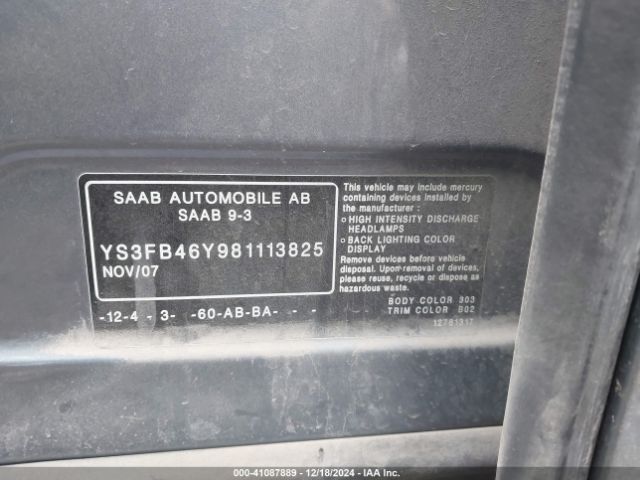 SAAB AUTOMOBILE AB
SAAB 9-3
YS3FB46Y981113825
NOV/07
-12-4 - 3- -60-AB-BA- - -
This vehicle may include mercury
containing devices installed by
the manufacturer, such as :
o HIGH INTENSITY DISCHARGE
HEADLAMPS
o BACK LIGHTING COLOR
DISPLAY
Remove devices before vehicle
disposal. Upon removal of devices,
please reuse, recycle or dispose as
hazardous waste.
BODY COLOR 303
TRIM COLOR B02
12781317
000-41087889 - 12/18/2024 - IAA Inc.